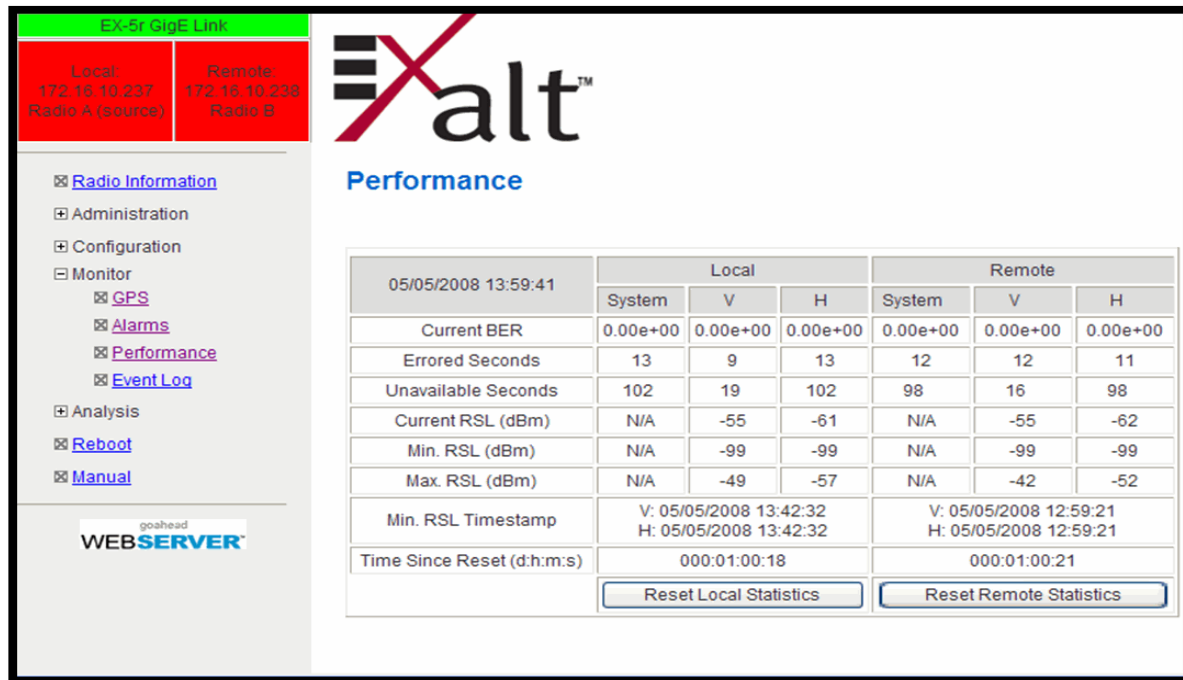 EX-5r GigE Link
Local:
172.16.10.237
Radio A (source)
Remote:
172.16.10.238
Radio B
Radio Information
Administration
Configuration
Monitor
GPS
Alarms
Performance
Event Log
Analysis
Reboot
Manual
goahead
WEBSERVER
EXalt™
Performance
05/05/2008 13:59:41 Local Remote
System V H System V H
Current BER 0.00e+00 0.00e+00 0.00e+00 0.00e+00 0.00e+00 0.00e+00
Errored Seconds 13 9 13 12 12 11
Unavailable Seconds 102 19 102 98 16 98
Current RSL (dBm) N/A -55 -61 N/A -55 -62
Min. RSL (dBm) N/A -99 -99 N/A -99 -99
Max. RSL (dBm) N/A -49 -57 N/A -42 -52
Min. RSL Timestamp V: 05/05/2008 13:42:32 V: 05/05/2008 12:59:21
H: 05/05/2008 13:42:32 H: 05/05/2008 12:59:21
Time Since Reset (d:h:m:s) 000:01:00:18 000:01:00:21
Reset Local Statistics Reset Remote Statistics